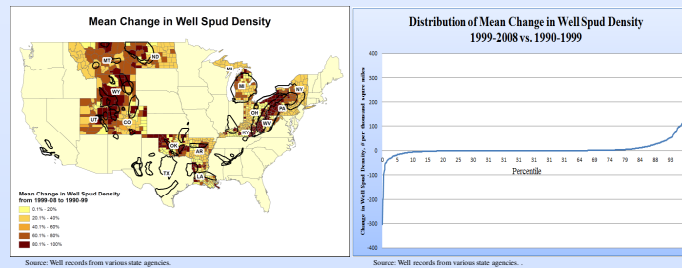 Mean Change in Well Spud Density
MT
ND
WY
UT
CO
OK
AR
TX
LA
MI
OH
PA
NY
WV
KY
Mean Change in Well Spud Density
from 1999-08 to 1990-99
0.1% - 20%
20.1% - 40%
40.1% - 60%
60.1% - 80%
80.1% - 100%
Source: Well records from various state agencies.
Distribution of Mean Change in Well Spud Density
1999-2008 vs. 1990-1999
Change in Well Spud Density, # per thousand square miles
400
300
200
100
0
-100
-200
-300
-400
0 5 10 15 20 25 30 31 31 31 31 31 54 64 69 74 79 84 88 93
Percentile
Source: Well records from various state agencies. .